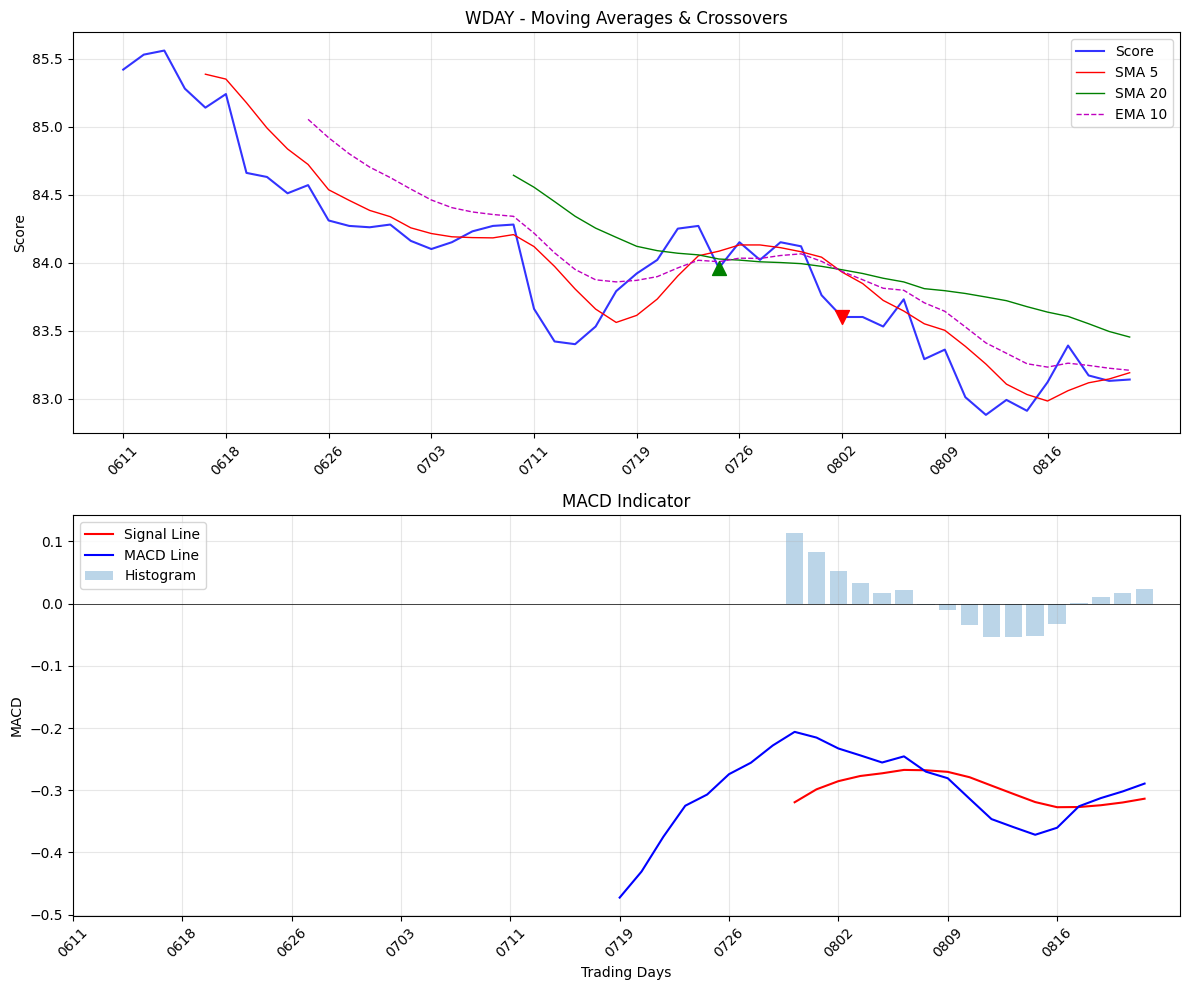 WDAY - Moving Averages & Crossovers
Score
SMA 5
SMA 20
EMA 10
85.5
85.0
84.5
84.0
83.5
83.0
Score
0611
0618
0626
0703
0711
0719
0726
0802
0809
0816
MACD Indicator
Signal Line
MACD Line
Histogram
0.1
0.0
−0.1
−0.2
−0.3
−0.4
−0.5
MACD
0611
0618
0626
0703
0711
0719
0726
0802
0809
0816
Trading Days